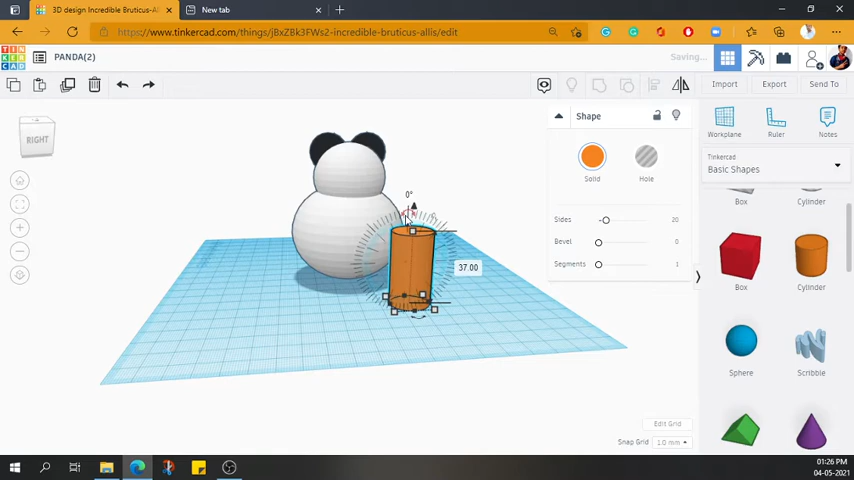 3D design Incredible Bruticus-Al
New tab
https://www.tinkercad.com/things/jBxZBk3FWs2-incredible-bruticus-allis/edit
TIN
KER
CAD
PANDA(2)
Saving...
Import
Export
Send To
RIGHT
Shape
Solid
Hole
Sides
20
Bevel
0
Segments
1
Workplane
Ruler
Notes
Tinkercad
Basic Shapes
Box
Cylinder
Box
Cylinder
Sphere
Scribble
0°
37.00
Edit Grid
Snap Grid
1.0 mm
01:26 PM
04-05-2021